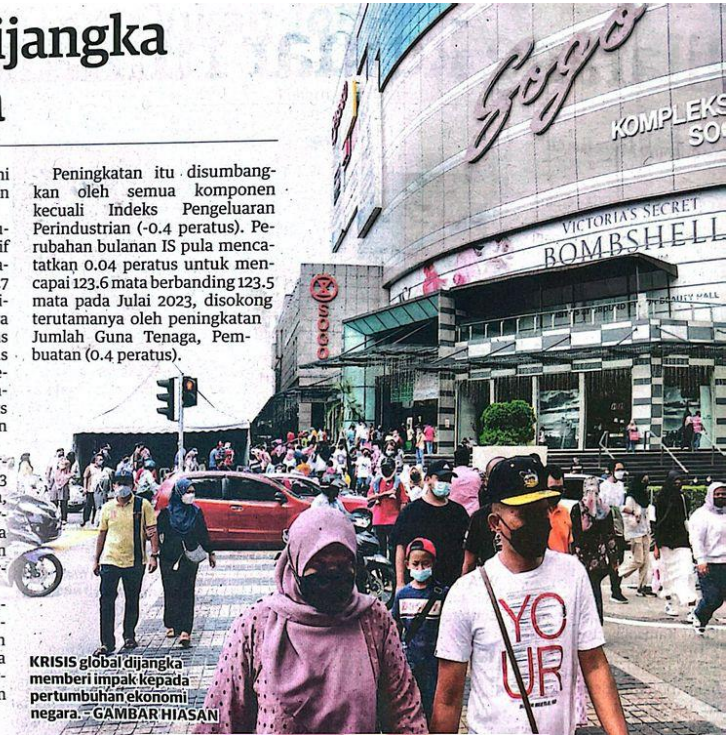 ijangka
Peningkatan itu disumbang-
kan oleh semua komponen
kecuali Indeks Pengeluaran
Perindustrian (-0.4 peratus). Pe-
rubahan bulanan IS pula menca-
tatkan 0.04 peratus untuk men-
capai 123.6 mata berbanding 123.5
mata pada Julai 2023, disokong
terutamanya oleh peningkatan
Jumlah Guna Tenaga, Pem-
buatan (0.4 peratus).
Sogo
KOMPLEKS
SOG
VICTORIA'S SECRET
BOMBSHELL
SOGO
YO
UR
KRISIS global dijangka
memberi impak kepada
pertumbuhan ekonomi
negara. - GAMBAR HIASAN